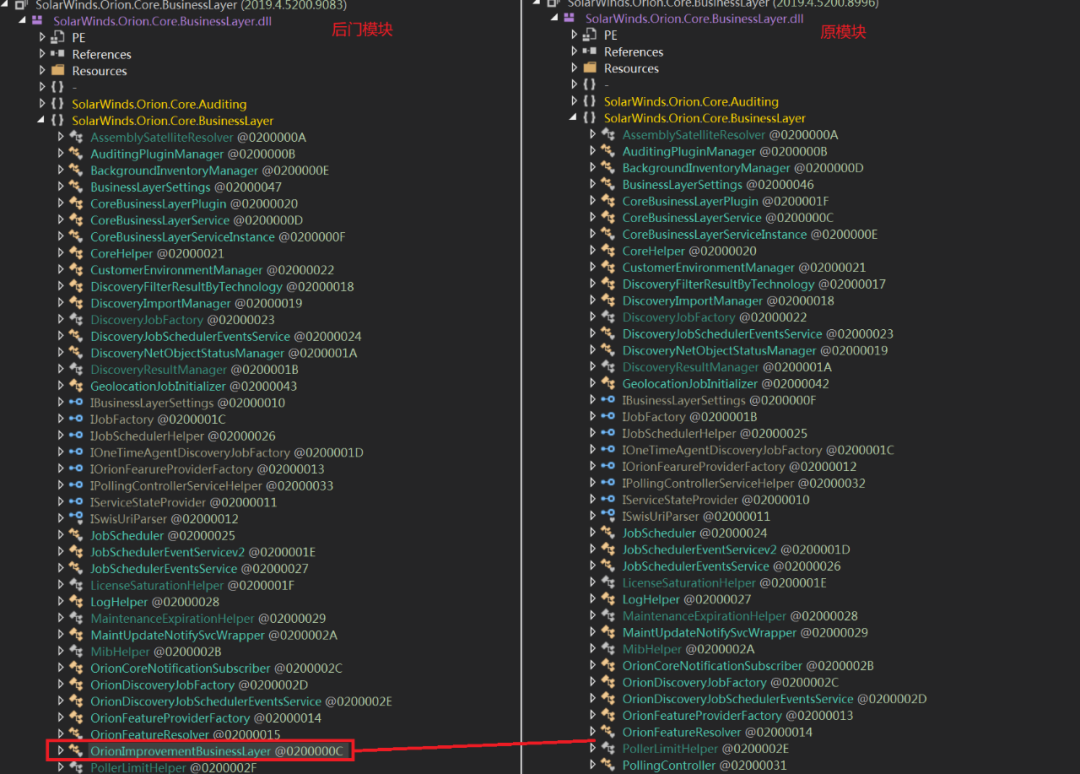 SolarWinds.Orion.Core.BusinessLayer (2019.4.5200.9083)
SolarWinds.Orion.Core.BusinessLayer.dll
后门模块
PE
References
Resources
{ } -
{ } SolarWinds.Orion.Core.Auditing
{ } SolarWinds.Orion.Core.BusinessLayer
AssemblySatelliteResolver @0200000A
AuditingPluginManager @0200000B
BackgroundInventoryManager @0200000E
BusinessLayerSettings @02000047
CoreBusinessLayerPlugin @02000020
CoreBusinessLayerService @0200000D
CoreBusinessLayerServiceInstance @0200000F
CoreHelper @02000021
CustomerEnvironmentManager @02000022
DiscoveryFilterResultByTechnology @02000018
DiscoveryImportManager @02000019
DiscoveryJobFactory @02000023
DiscoveryJobSchedulerEventsService @02000024
DiscoveryNetObjectStatusManager @0200001A
DiscoveryResultManager @0200001B
GeolocationJobInitializer @02000043
IBusinessLayerSettings @02000010
IJobFactory @0200001C
IJobSchedulerHelper @02000026
IOneTimeAgentDiscoveryJobFactory @0200001D
IOrionFearureProviderFactory @02000013
IPollingControllerServiceHelper @02000033
IServiceStateProvider @02000011
ISwisUriParser @02000012
JobScheduler @02000025
JobSchedulerEventServicev2 @0200001E
JobSchedulerEventsService @02000027
LicenseSaturationHelper @0200001F
LogHelper @02000028
MaintenanceExpirationHelper @02000029
MaintUpdateNotifySvcWrapper @0200002A
MibHelper @0200002B
OrionCoreNotificationSubscriber @0200002C
OrionDiscoveryJobFactory @0200002D
OrionDiscoveryJobSchedulerEventsService @0200002E
OrionFeatureProviderFactory @02000014
OrionFeatureResolver @02000015
OrionImprovementBusinessLayer @0200000C
PollerLimitHelper @0200002F
SolarWinds.Orion.Core.BusinessLayer (2019.4.5200.8996)
SolarWinds.Orion.Core.BusinessLayer.dll
原模块
PE
References
Resources
{ } -
{ } SolarWinds.Orion.Core.Auditing
{ } SolarWinds.Orion.Core.BusinessLayer
AssemblySatelliteResolver @0200000A
AuditingPluginManager @0200000B
BackgroundInventoryManager @0200000D
BusinessLayerSettings @02000046
CoreBusinessLayerPlugin @0200001F
CoreBusinessLayerService @0200000C
CoreBusinessLayerServiceInstance @0200000E
CoreHelper @02000020
CustomerEnvironmentManager @02000021
DiscoveryFilterResultByTechnology @02000017
DiscoveryImportManager @02000018
DiscoveryJobFactory @02000022
DiscoveryJobSchedulerEventsService @02000023
DiscoveryNetObjectStatusManager @02000019
DiscoveryResultManager @0200001A
GeolocationJobInitializer @02000042
IBusinessLayerSettings @0200000F
IJobFactory @0200001B
IJobSchedulerHelper @02000025
IOneTimeAgentDiscoveryJobFactory @0200001C
IOrionFearureProviderFactory @02000012
IPollingControllerServiceHelper @02000032
IServiceStateProvider @02000010
ISwisUriParser @02000011
JobScheduler @02000024
JobSchedulerEventServicev2 @0200001D
JobSchedulerEventsService @02000026
LicenseSaturationHelper @0200001E
LogHelper @02000027
MaintenanceExpirationHelper @02000028
MaintUpdateNotifySvcWrapper @02000029
MibHelper @0200002A
OrionCoreNotificationSubscriber @0200002B
OrionDiscoveryJobFactory @0200002C
OrionDiscoveryJobSchedulerEventsService @0200002D
OrionFeatureProviderFactory @02000013
OrionFeatureResolver @02000014
PollerLimitHelper @0200002E
PollingController @02000031